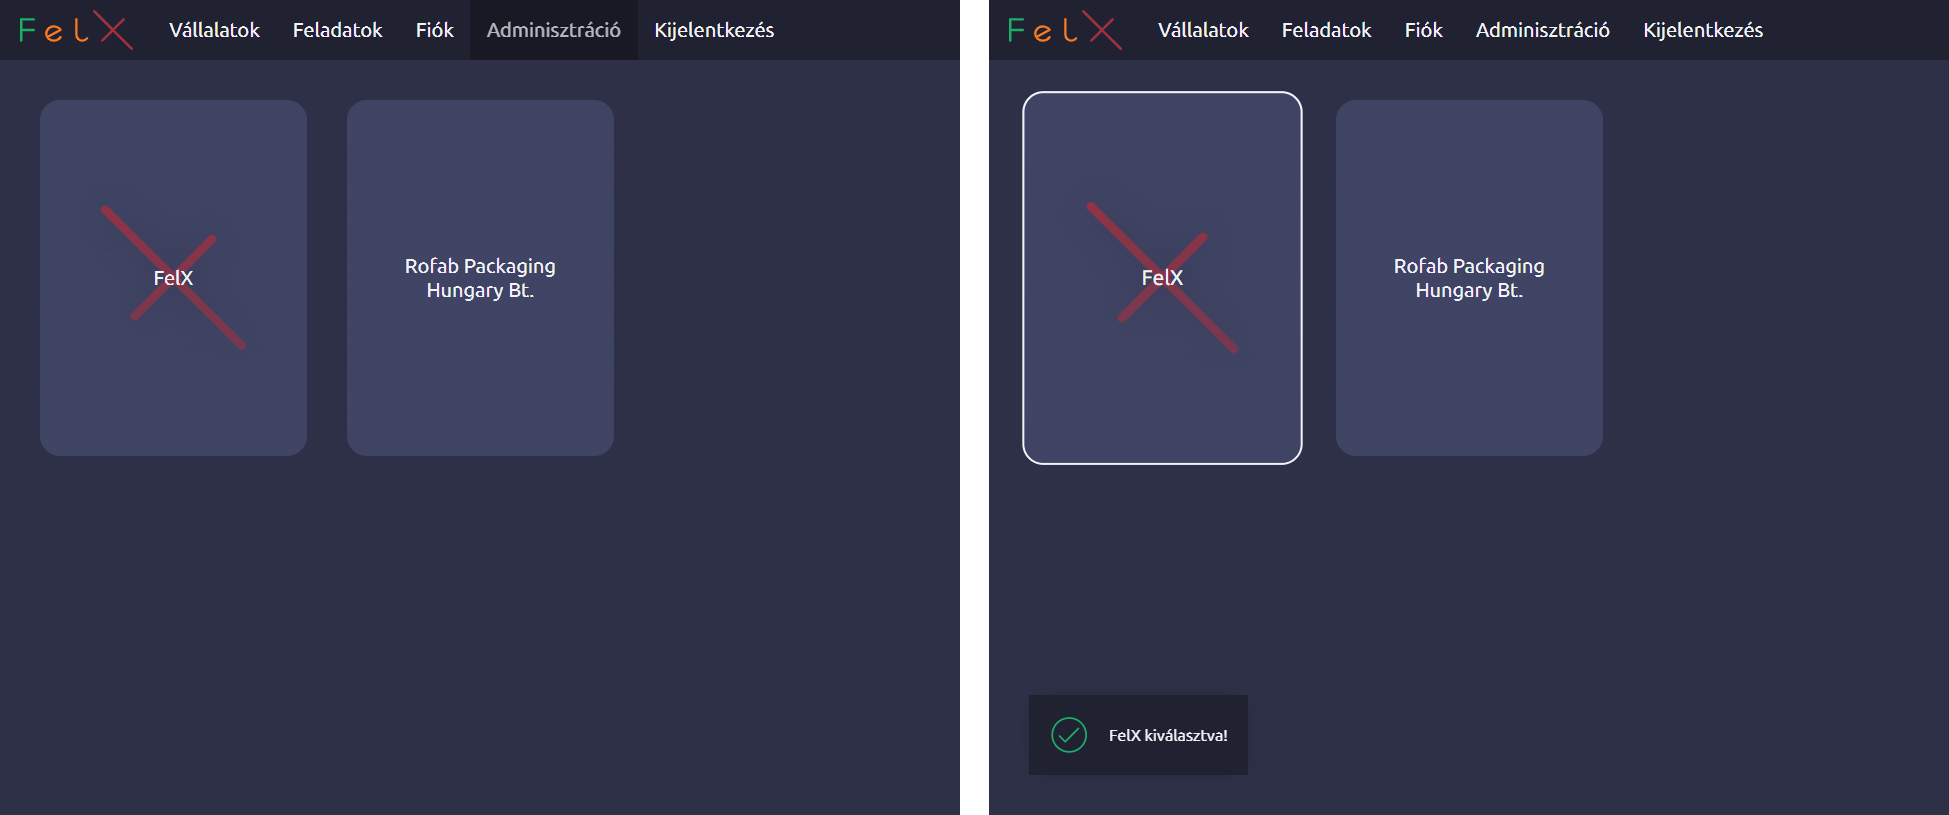 FelX Vállalatok Feladatok Fiók Adminisztráció Kijelentkezés
FelX
Rofab Packaging
Hungary Bt.
FelX Vállalatok Feladatok Fiók Adminisztráció Kijelentkezés
FelX
Rofab Packaging
Hungary Bt.
FelX kiválasztva!